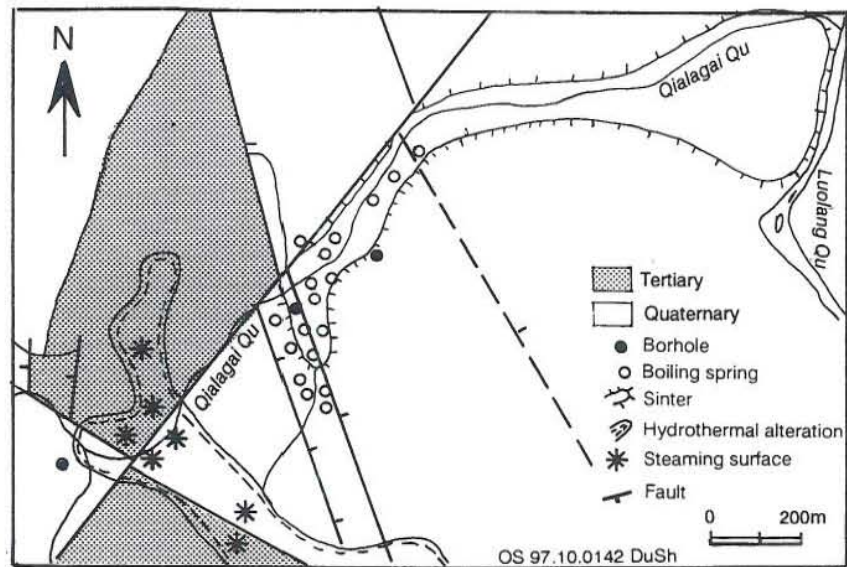 N
Qialagai Qu
Luolang Qu
Qialagai Qu
Tertiary
Quaternary
Borhole
Boiling spring
Sinter
Hydrothermal alteration
Steaming surface
Fault
0 200m
OS 97.10.0142 DuSh